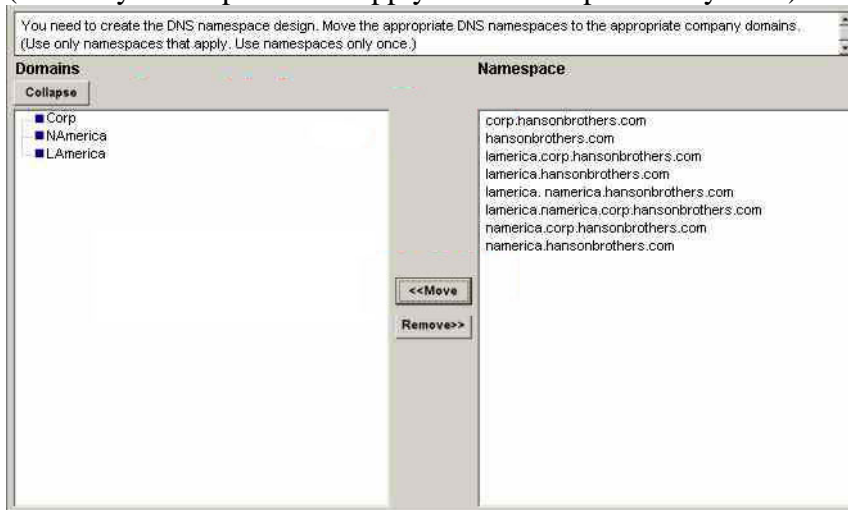 You need to create the DNS namespace design. Move the appropriate DNS namespaces to the appropriate company domains.
(Use only namespaces that apply. Use namespaces only once.)
Domains
Namespace
Collapse
Corp
NAmerica
LAmerica
corp.hansonbrothers.com
hansonbrothers.com
lamerica.corp.hansonbrothers.com
lamerica.hansonbrothers.com
lamerica. namerica.hansonbrothers.com
lamerica.namerica.corp.hansonbrothers.com
namerica.corp.hansonbrothers.com
namerica.hansonbrothers.com
<<Move
Remove>>